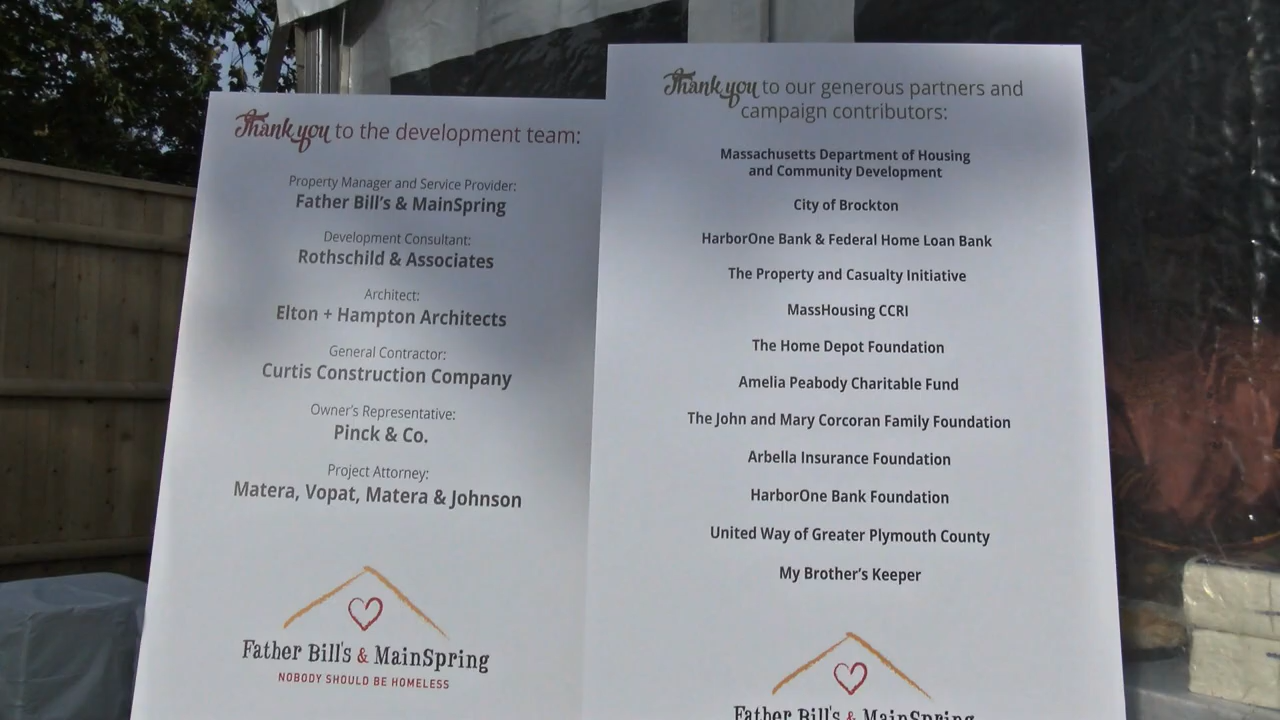 Thank you to the development team:
Property Manager and Service Provider:
Father Bill's & MainSpring
Development Consultant:
Rothschild & Associates
Architect:
Elton + Hampton Architects
General Contractor:
Curtis Construction Company
Owner's Representative:
Pinck & Co.
Project Attorney:
Matera, Vopat, Matera & Johnson
Father Bill's & MainSpring
NOBODY SHOULD BE HOMELESS
Thank you to our generous partners and
campaign contributors:
Massachusetts Department of Housing
and Community Development
City of Brockton
HarborOne Bank & Federal Home Loan Bank
The Property and Casualty Initiative
MassHousing CCRI
The Home Depot Foundation
Amelia Peabody Charitable Fund
The John and Mary Corcoran Family Foundation
Arbella Insurance Foundation
HarborOne Bank Foundation
United Way of Greater Plymouth County
My Brother's Keeper
Father Bill's & MainSpring